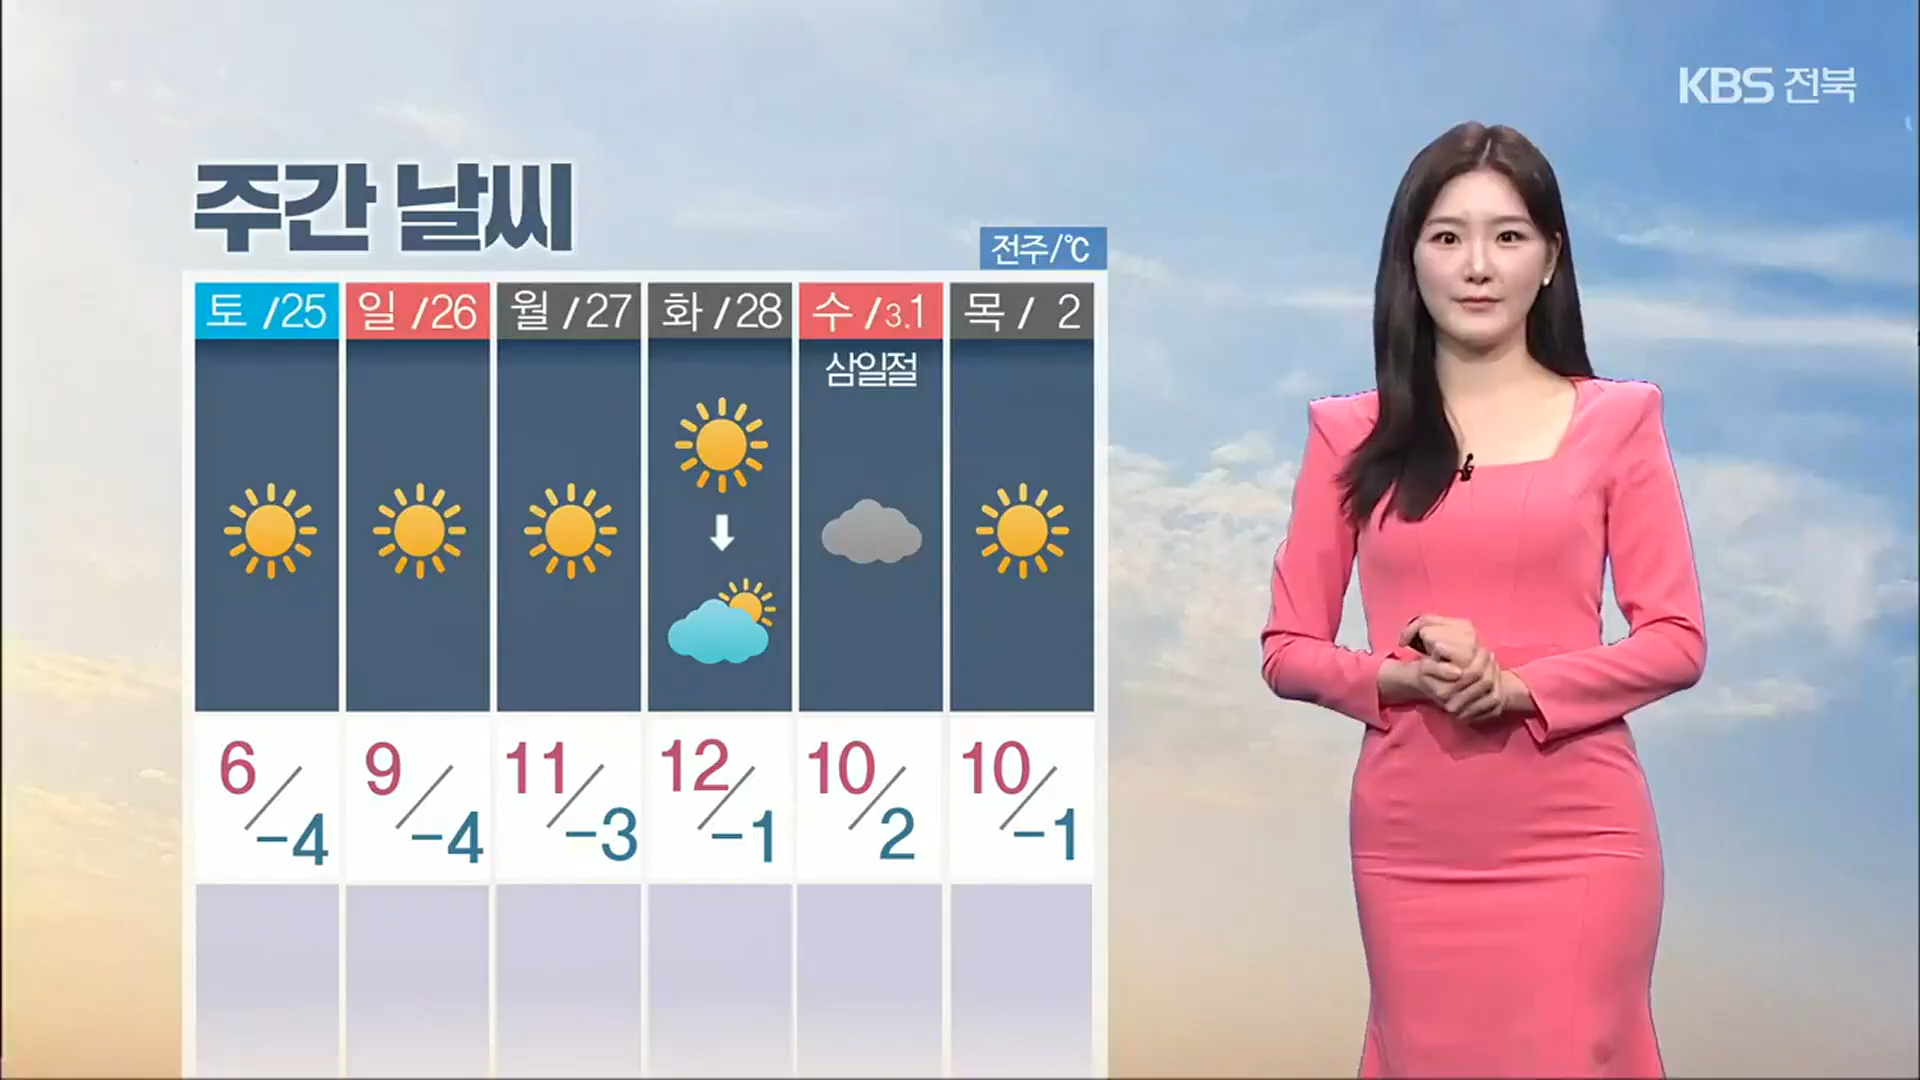 KBS 전북
주간 날씨
전주/℃
토 /25 일 /26 월 /27 화 /28 수 /3.1 목 / 2
삼일절
6/-4 9/-4 11/-3 12/-1 10/2 10/-1